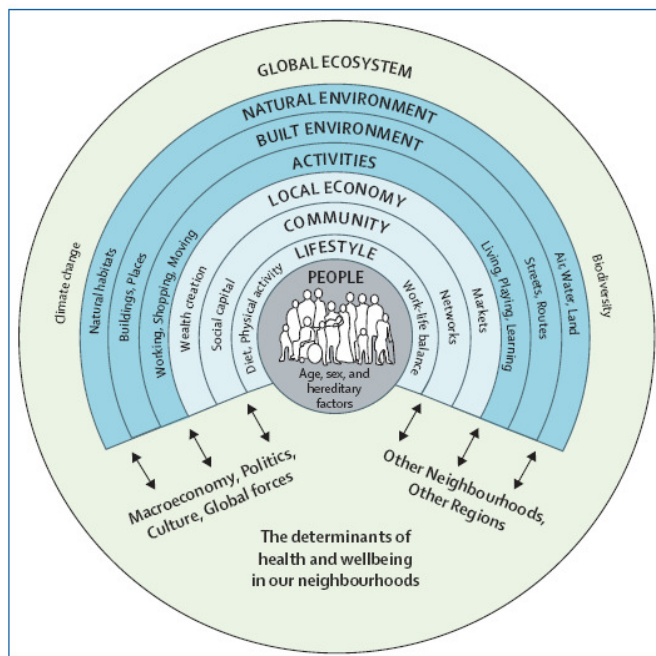 GLOBAL ECOSYSTEM
NATURAL ENVIRONMENT
BUILT ENVIRONMENT
ACTIVITIES
LOCAL ECONOMY
COMMUNITY
LIFESTYLE
PEOPLE
Age, sex, and
hereditary
factors
Climate change
Natural habitats
Buildings, Places
Working, Shopping, Moving
Wealth creation
Social capital
Diet, Physical activity
Work-life balance
Networks
Markets
Living, Playing, Learning
Streets, Routes
Air, Water, Land
Biodiversity
Macroeconomy, Politics,
Culture, Global forces
Other Neighbourhoods,
Other Regions
The determinants of
health and wellbeing
in our neighbourhoods